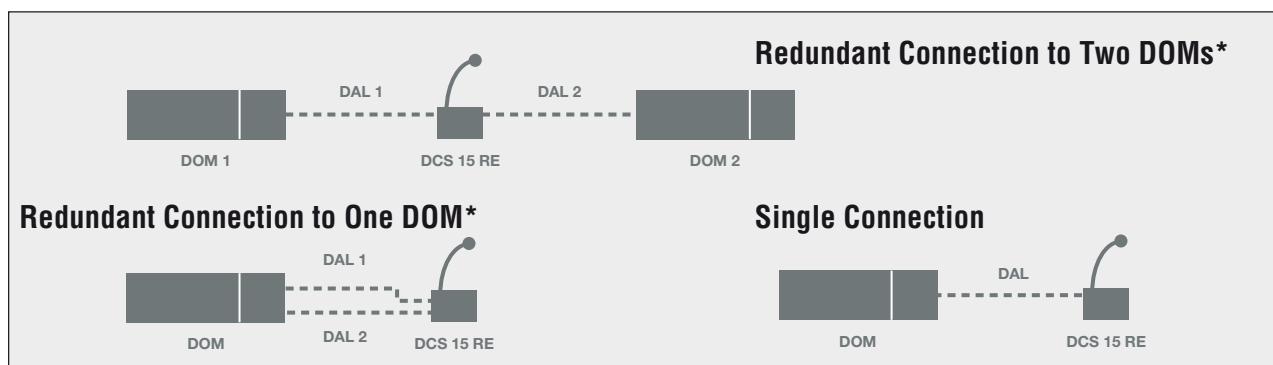 Redundant Connection to Two DOMs*
DAL 1
DAL 2
DOM 1
DCS 15 RE
DOM 2
Redundant Connection to One DOM*
DAL 1
DAL 2
DOM
DCS 15 RE
Single Connection
DAL
DOM
DCS 15 RE